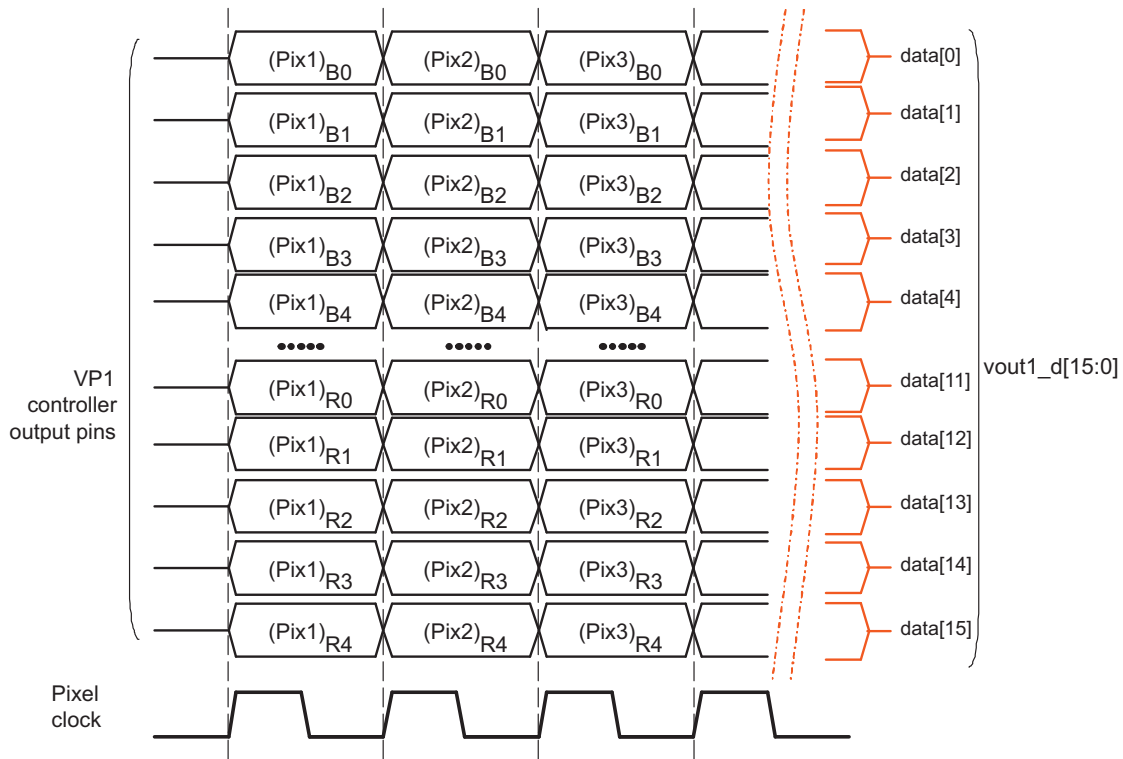 (Pix1)B0 (Pix2)B0 (Pix3)B0 data[0]
(Pix1)B1 (Pix2)B1 (Pix3)B1 data[1]
(Pix1)B2 (Pix2)B2 (Pix3)B2 data[2]
(Pix1)B3 (Pix2)B3 (Pix3)B3 data[3]
(Pix1)B4 (Pix2)B4 (Pix3)B4 data[4]
••••• ••••• •••••
VP1
controller
output pins
vout1_d[15:0]
(Pix1)R0 (Pix2)R0 (Pix3)R0 data[11]
(Pix1)R1 (Pix2)R1 (Pix3)R1 data[12]
(Pix1)R2 (Pix2)R2 (Pix3)R2 data[13]
(Pix1)R3 (Pix2)R3 (Pix3)R3 data[14]
(Pix1)R4 (Pix2)R4 (Pix3)R4 data[15]
Pixel
clock